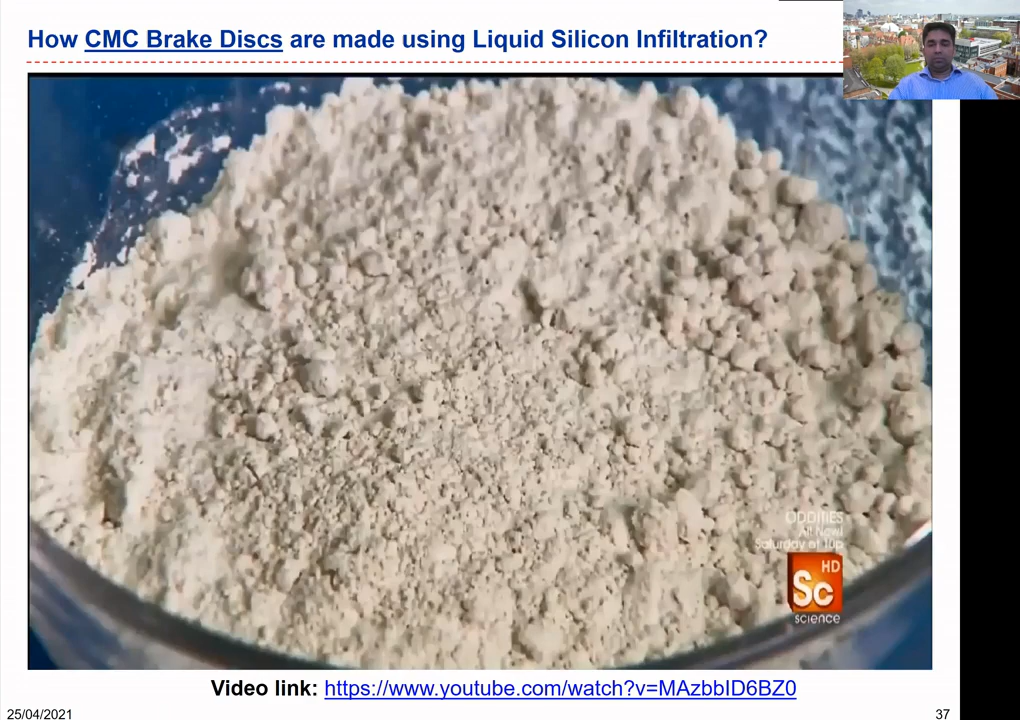 How CMC Brake Discs are made using Liquid Silicon Infiltration?
ODDITIES
All New!
Saturday at 10p
HD
Sc
science
Video link: https://www.youtube.com/watch?v=MAzbbID6BZ0
25/04/2021
37